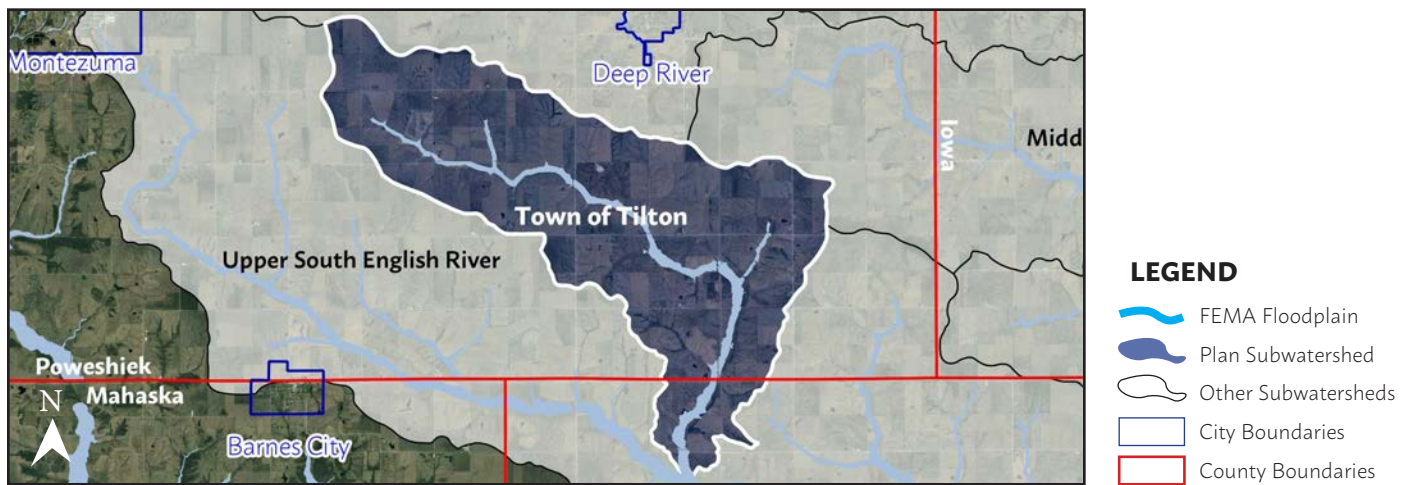 Montezuma
Deep River
Iowa
Midd
Town of Tilton
Upper South English River
Poweshiek
Mahaska
N
Barnes City
LEGEND
FEMA Floodplain
Plan Subwatershed
Other Subwatersheds
City Boundaries
County Boundaries